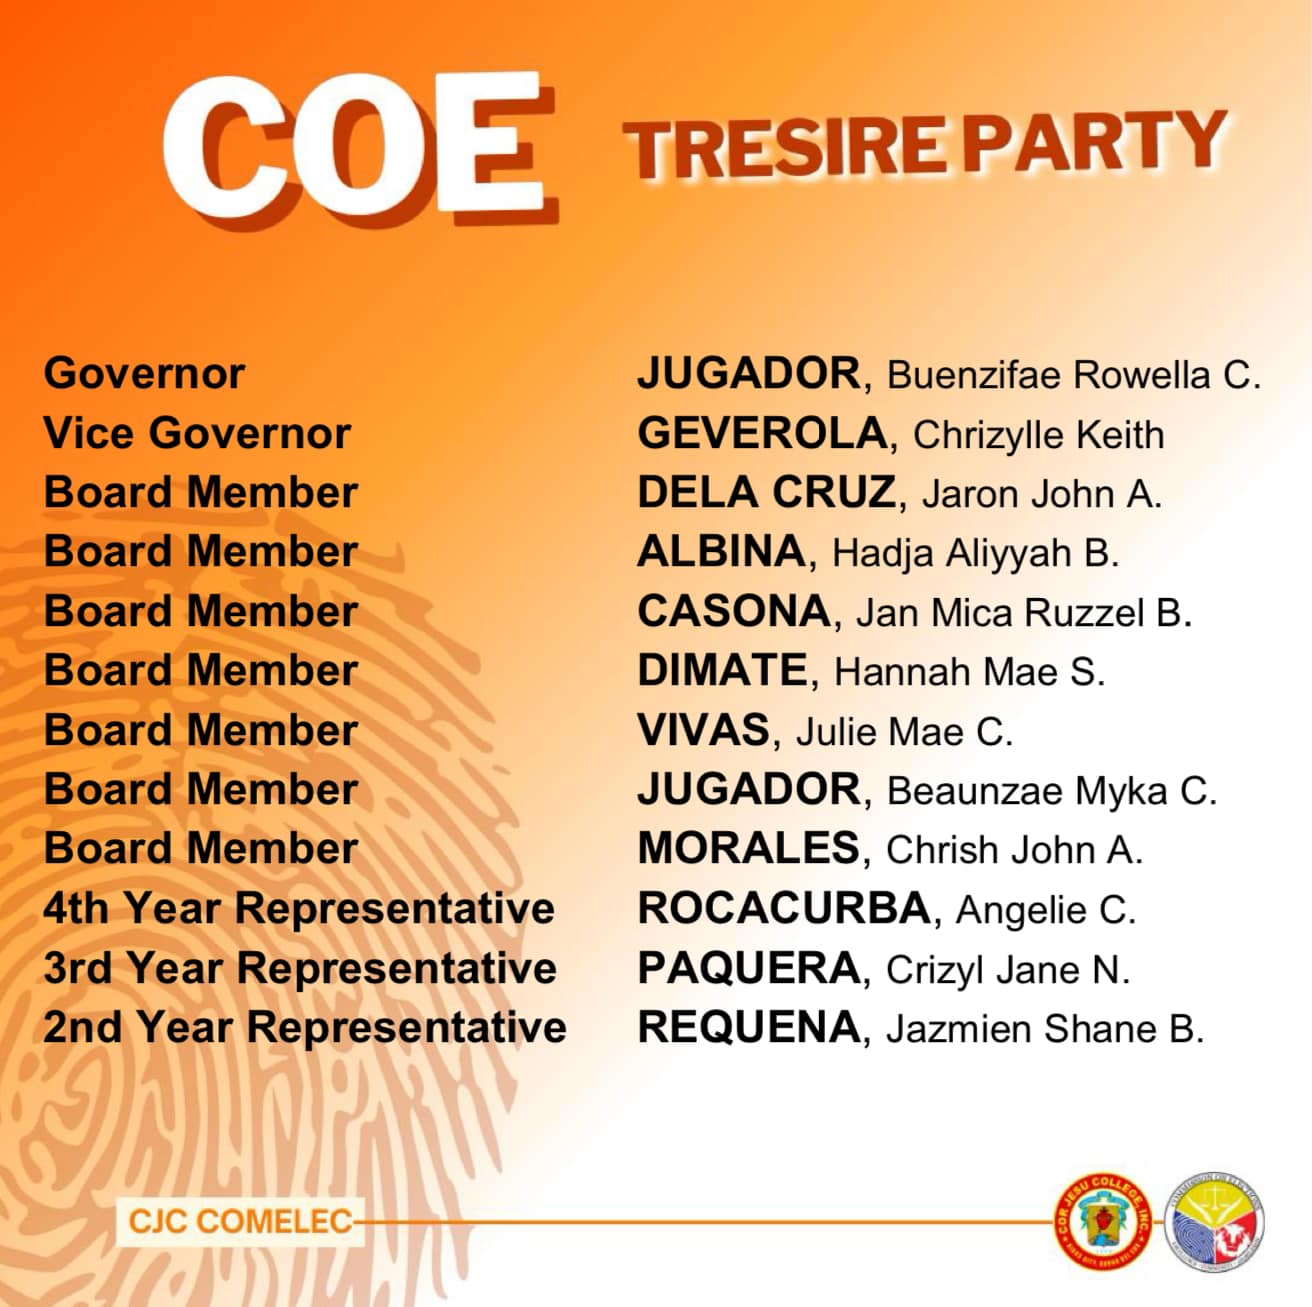 COE TRESIRE PARTY
Governor JUGADOR, Buenzifae Rowella C.
Vice Governor GEVEROLA, Chrizylle Keith
Board Member DELA CRUZ, Jaron John A.
Board Member ALBINA, Hadja Aliyyah B.
Board Member CASONA, Jan Mica Ruzzel B.
Board Member DIMATE, Hannah Mae S.
Board Member VIVAS, Julie Mae C.
Board Member JUGADOR, Beaunzae Myka C.
Board Member MORALES, Chrish John A.
4th Year Representative ROCACURBA, Angelie C.
3rd Year Representative PAQUERA, Crizyl Jane N.
2nd Year Representative REQUENA, Jazmien Shane B.
CJC COMELEC
COR JESU COLLEGE, INC.
COMMISSION ON ELECTIONS